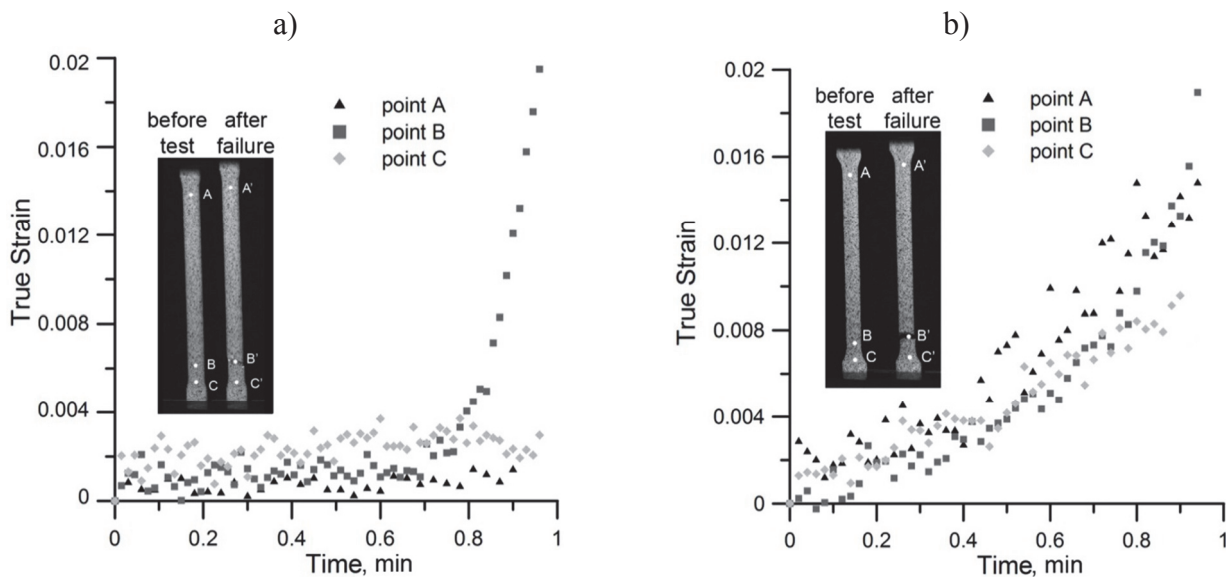 a)
0.02
0.016
0.012
0.008
0.004
0
True Strain
before test
after failure
A
A'
B
B'
C
C'
point A
point B
point C
0
0.2
0.4
0.6
0.8
1
Time, min
b)
0.02
0.016
0.012
0.008
0.004
0
True Strain
before test
after failure
A
A'
B
B'
C
C'
point A
point B
point C
0
0.2
0.4
0.6
0.8
1
Time, min